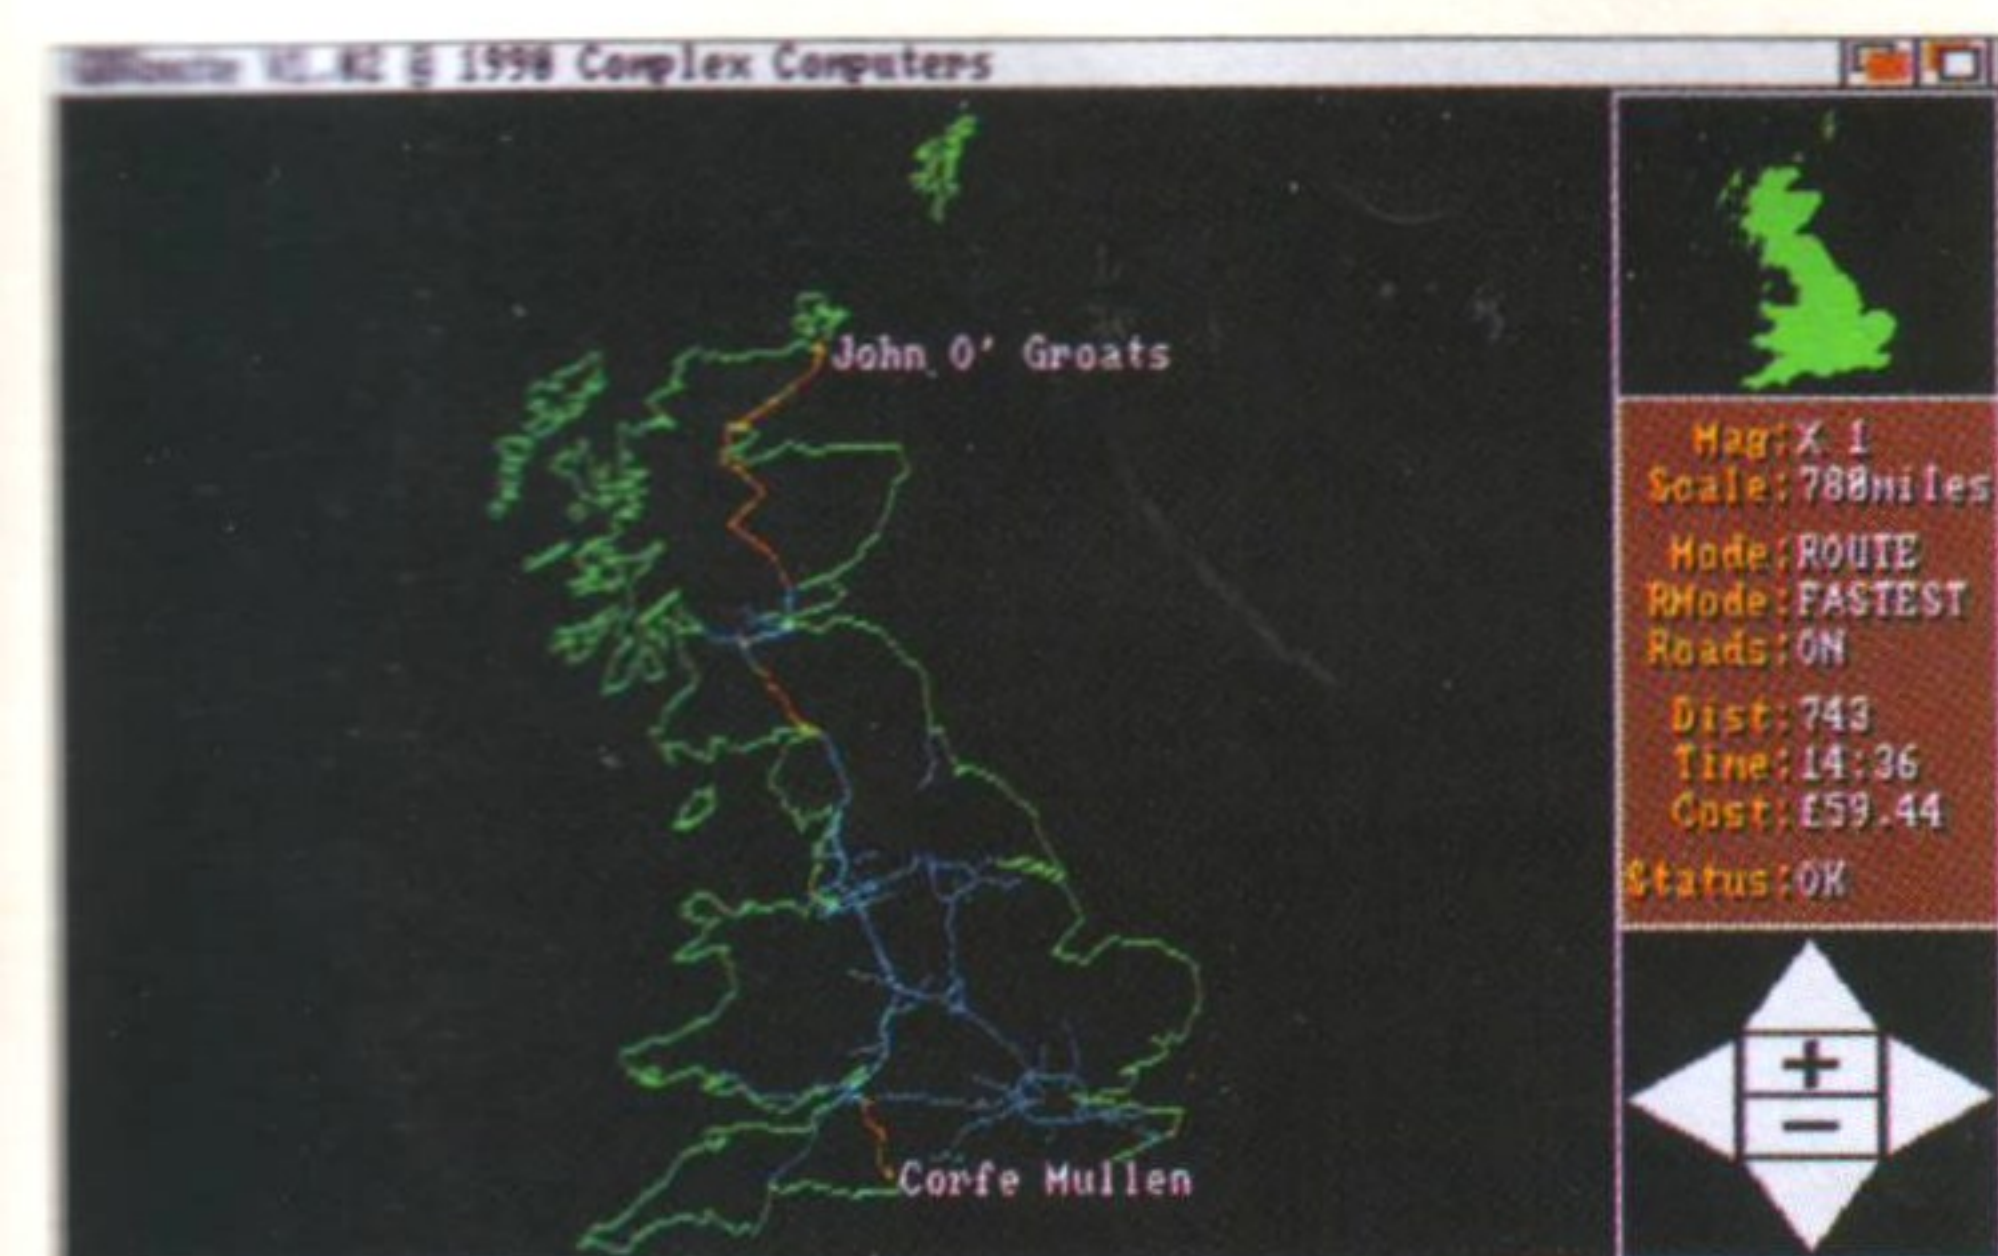 © 1990 Complex Computers
John O' Groats
Corfe Mullen
Mag:X 1
Scale:780miles
Mode:ROUTE
RMode:FASTEST
Roads:ON
Dist:743
Time:14:36
Cost:£59.44
Status:OK
+
−